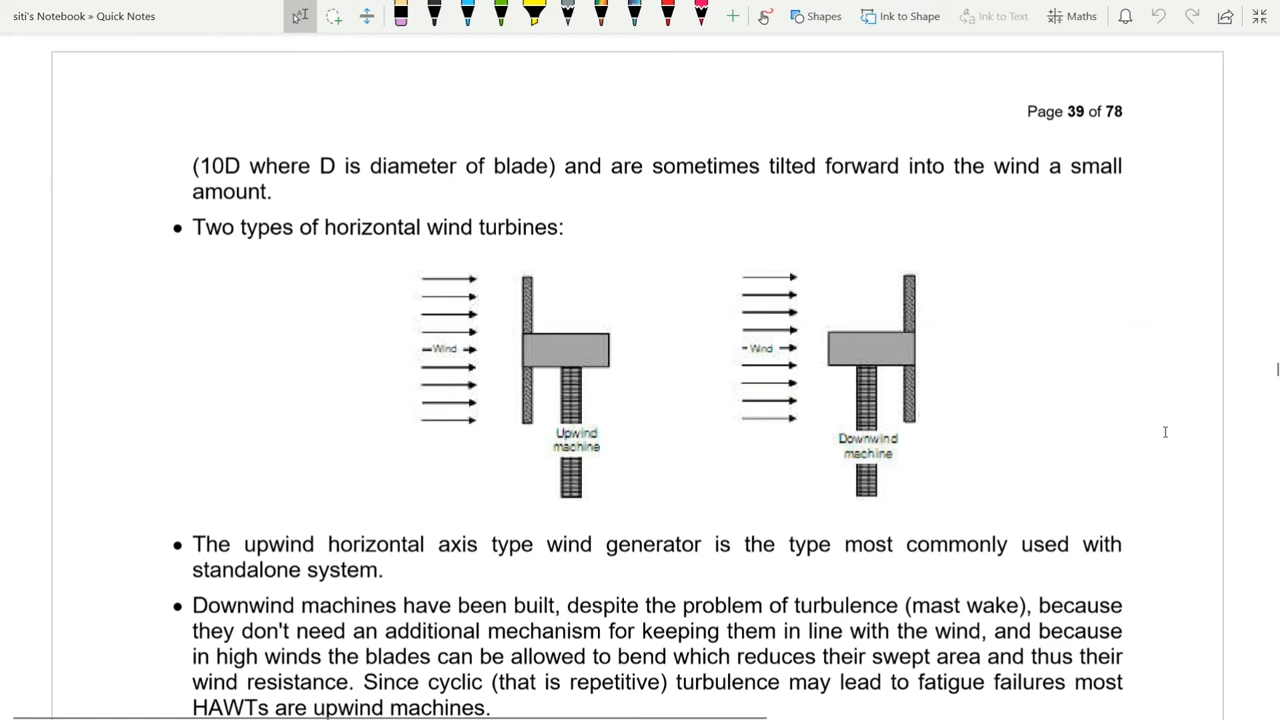 siti's Notebook » Quick Notes
Shapes
Ink to Shape
Ink to Text
Maths
Page 39 of 78
(10D where D is diameter of blade) and are sometimes tilted forward into the wind a small
amount.
• Two types of horizontal wind turbines:
Wind
Upwind
machine
Wind
Downwind
machine
• The upwind horizontal axis type wind generator is the type most commonly used with
standalone system.
• Downwind machines have been built, despite the problem of turbulence (mast wake), because
they don't need an additional mechanism for keeping them in line with the wind, and because
in high winds the blades can be allowed to bend which reduces their swept area and thus their
wind resistance. Since cyclic (that is repetitive) turbulence may lead to fatigue failures most
HAWTs are upwind machines.